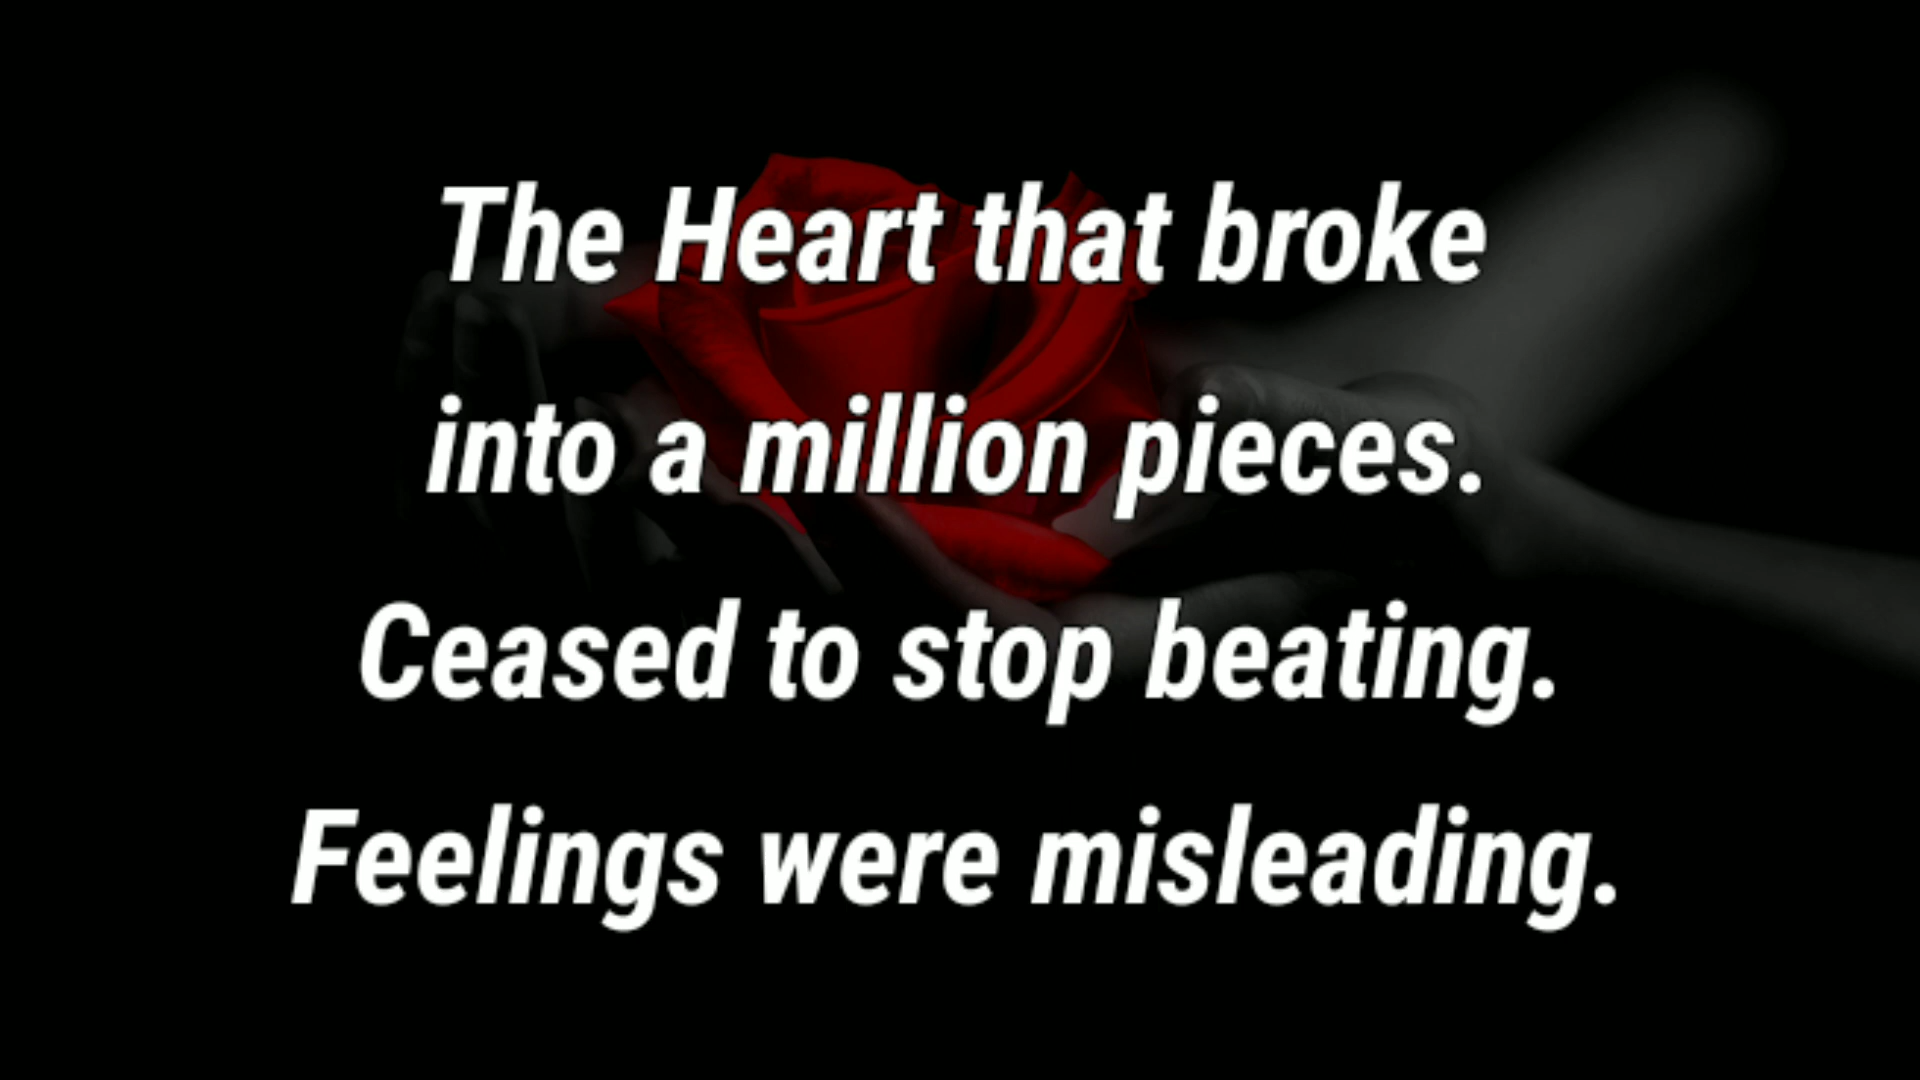 The Heart that broke
into a million pieces.
Ceased to stop beating.
Feelings were misleading.